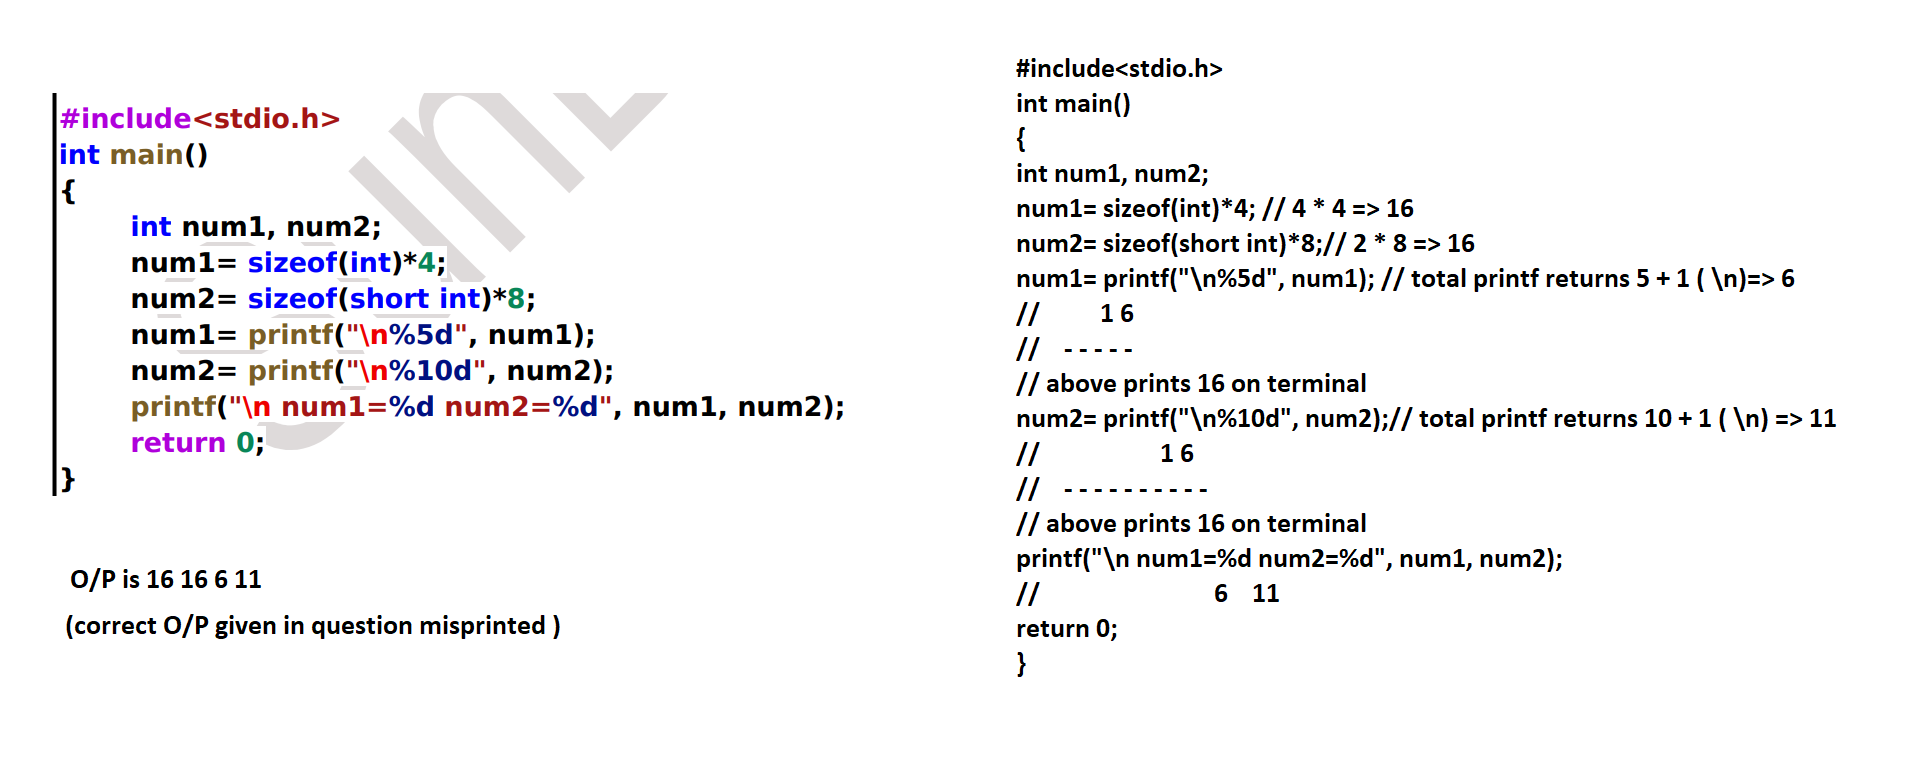 #include<stdio.h>
int main()
{
int num1, num2;
num1= sizeof(int)*4;
num2= sizeof(short int)*8;
num1= printf("\n%5d", num1);
num2= printf("\n%10d", num2);
printf("\n num1=%d num2=%d", num1, num2);
return 0;
}
O/P is 16 16 6 11
(correct O/P given in question misprinted )
#include<stdio.h>
int main()
{
int num1, num2;
num1= sizeof(int)*4; // 4 * 4 => 16
num2= sizeof(short int)*8;// 2 * 8 => 16
num1= printf("\n%5d", num1); // total printf returns 5 + 1 ( \n)=> 6
// 1 6
// - - - - -
// above prints 16 on terminal
num2= printf("\n%10d", num2);// total printf returns 10 + 1 ( \n) => 11
// 1 6
// - - - - - - - - - -
// above prints 16 on terminal
printf("\n num1=%d num2=%d", num1, num2);
// 6 11
return 0;
}